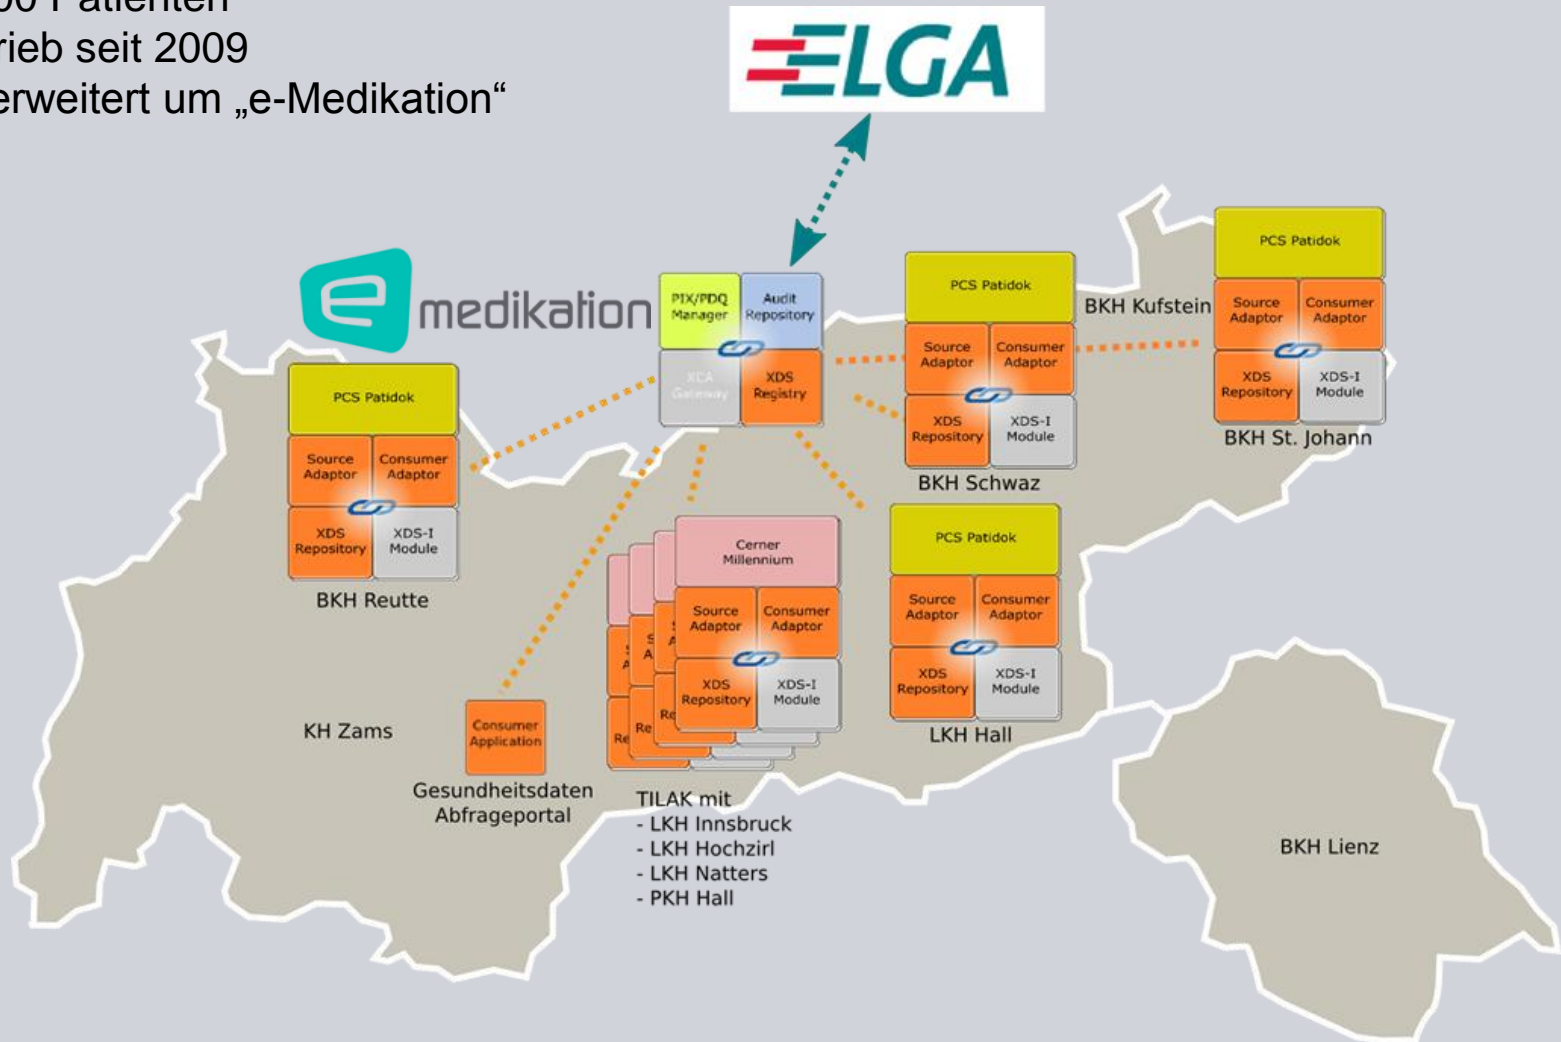 00 Patienten
rieb seit 2009
erweitert um „e-Medikation“
ELGA
e medikation
PIX/PDQ
Manager
Audit
Repository
XCA
Gateway
XDS
Registry
PCS Patidok
Source
Adaptor
Consumer
Adaptor
XDS
Repository
XDS-I
Module
BKH Reutte
PCS Patidok
Source
Adaptor
Consumer
Adaptor
XDS
Repository
XDS-I
Module
BKH Schwaz
BKH Kufstein
PCS Patidok
Source
Adaptor
Consumer
Adaptor
XDS
Repository
XDS-I
Module
BKH St. Johann
Cerner
Millennium
Source
Adaptor
Consumer
Adaptor
XDS
Repository
XDS-I
Module
Re
Re
Re
TILAK mit
- LKH Innsbruck
- LKH Hochzirl
- LKH Natters
- PKH Hall
PCS Patidok
Source
Adaptor
Consumer
Adaptor
XDS
Repository
XDS-I
Module
LKH Hall
KH Zams
Consumer
Application
Gesundheitsdaten
Abfrageportal
BKH Lienz